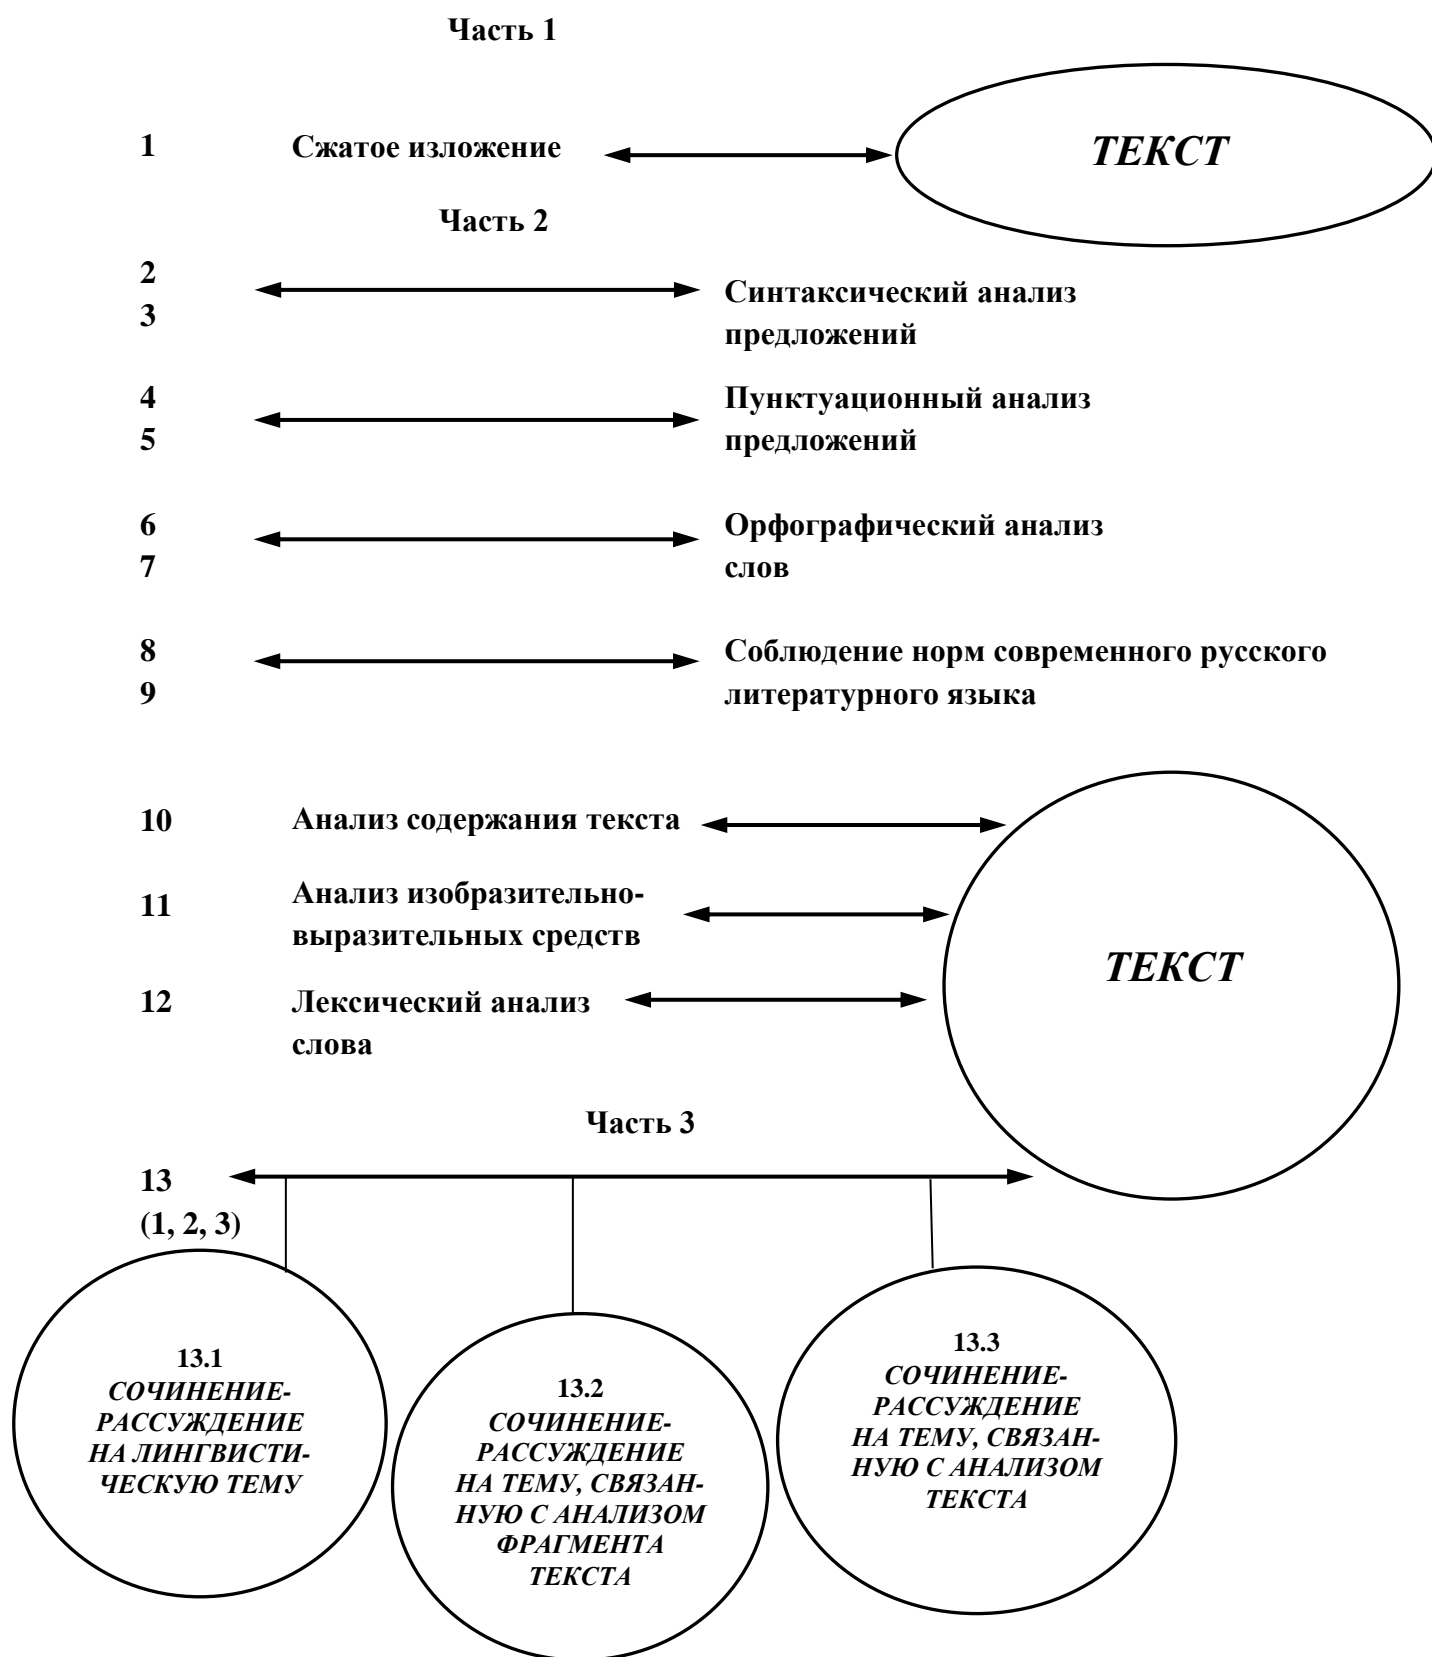 Часть 1
1 Сжатое изложение ТЕКСТ
Часть 2
2
3
Синтаксический анализ
предложений
4
5
Пунктуационный анализ
предложений
6
7
Орфографический анализ
слов
8
9
Соблюдение норм современного русского
литературного языка
10 Анализ содержания текста
11 Анализ изобразительно-
выразительных средств
12 Лексический анализ
слова
ТЕКСТ
Часть 3
13
(1, 2, 3)
13.1
СОЧИНЕНИЕ-
РАССУЖДЕНИЕ
НА ЛИНГВИСТИ-
ЧЕСКУЮ ТЕМУ
13.2
СОЧИНЕНИЕ-
РАССУЖДЕНИЕ
НА ТЕМУ, СВЯЗАН-
НУЮ С АНАЛИЗОМ
ФРАГМЕНТА
ТЕКСТА
13.3
СОЧИНЕНИЕ-
РАССУЖДЕНИЕ
НА ТЕМУ, СВЯЗАН-
НУЮ С АНАЛИЗОМ
ТЕКСТА